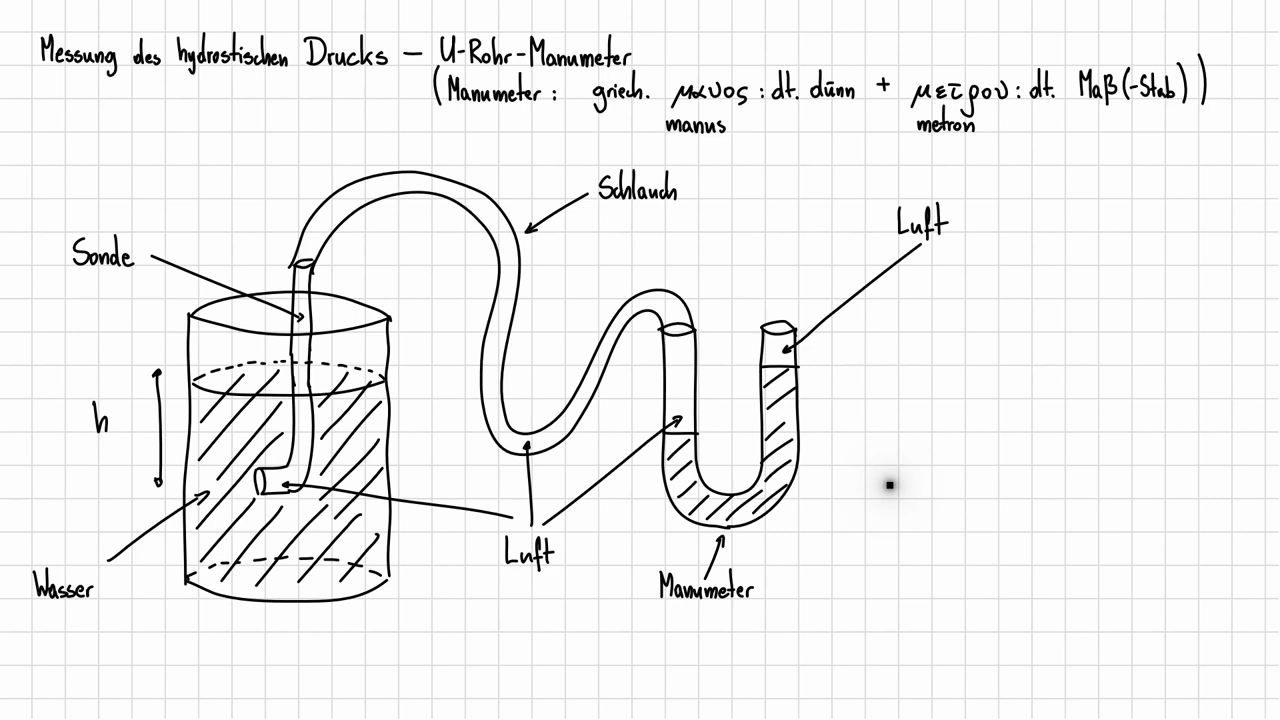 Messung des hydrostischen Drucks – U-Rohr-Manumeter
(Manumeter: griech. μανυος: dt. dünn + μετρον: dt. Maß(-Stab))
manus metron
Schlauch
Luft
Sonde
h
Luft
Wasser
Manumeter